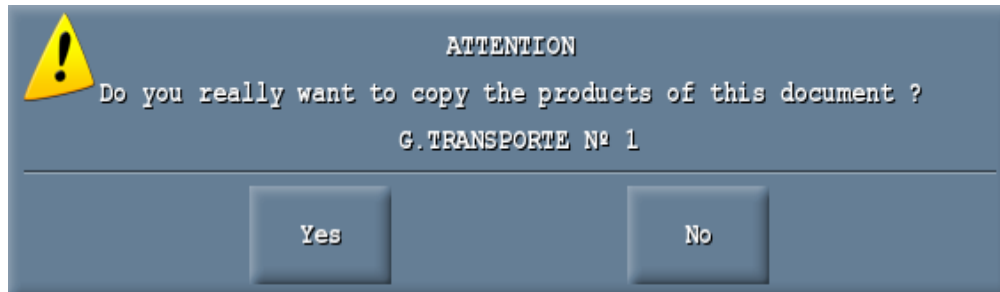 ATTENTION
Do you really want to copy the products of this document ?
G.TRANSPORTE Nº 1
Yes
No